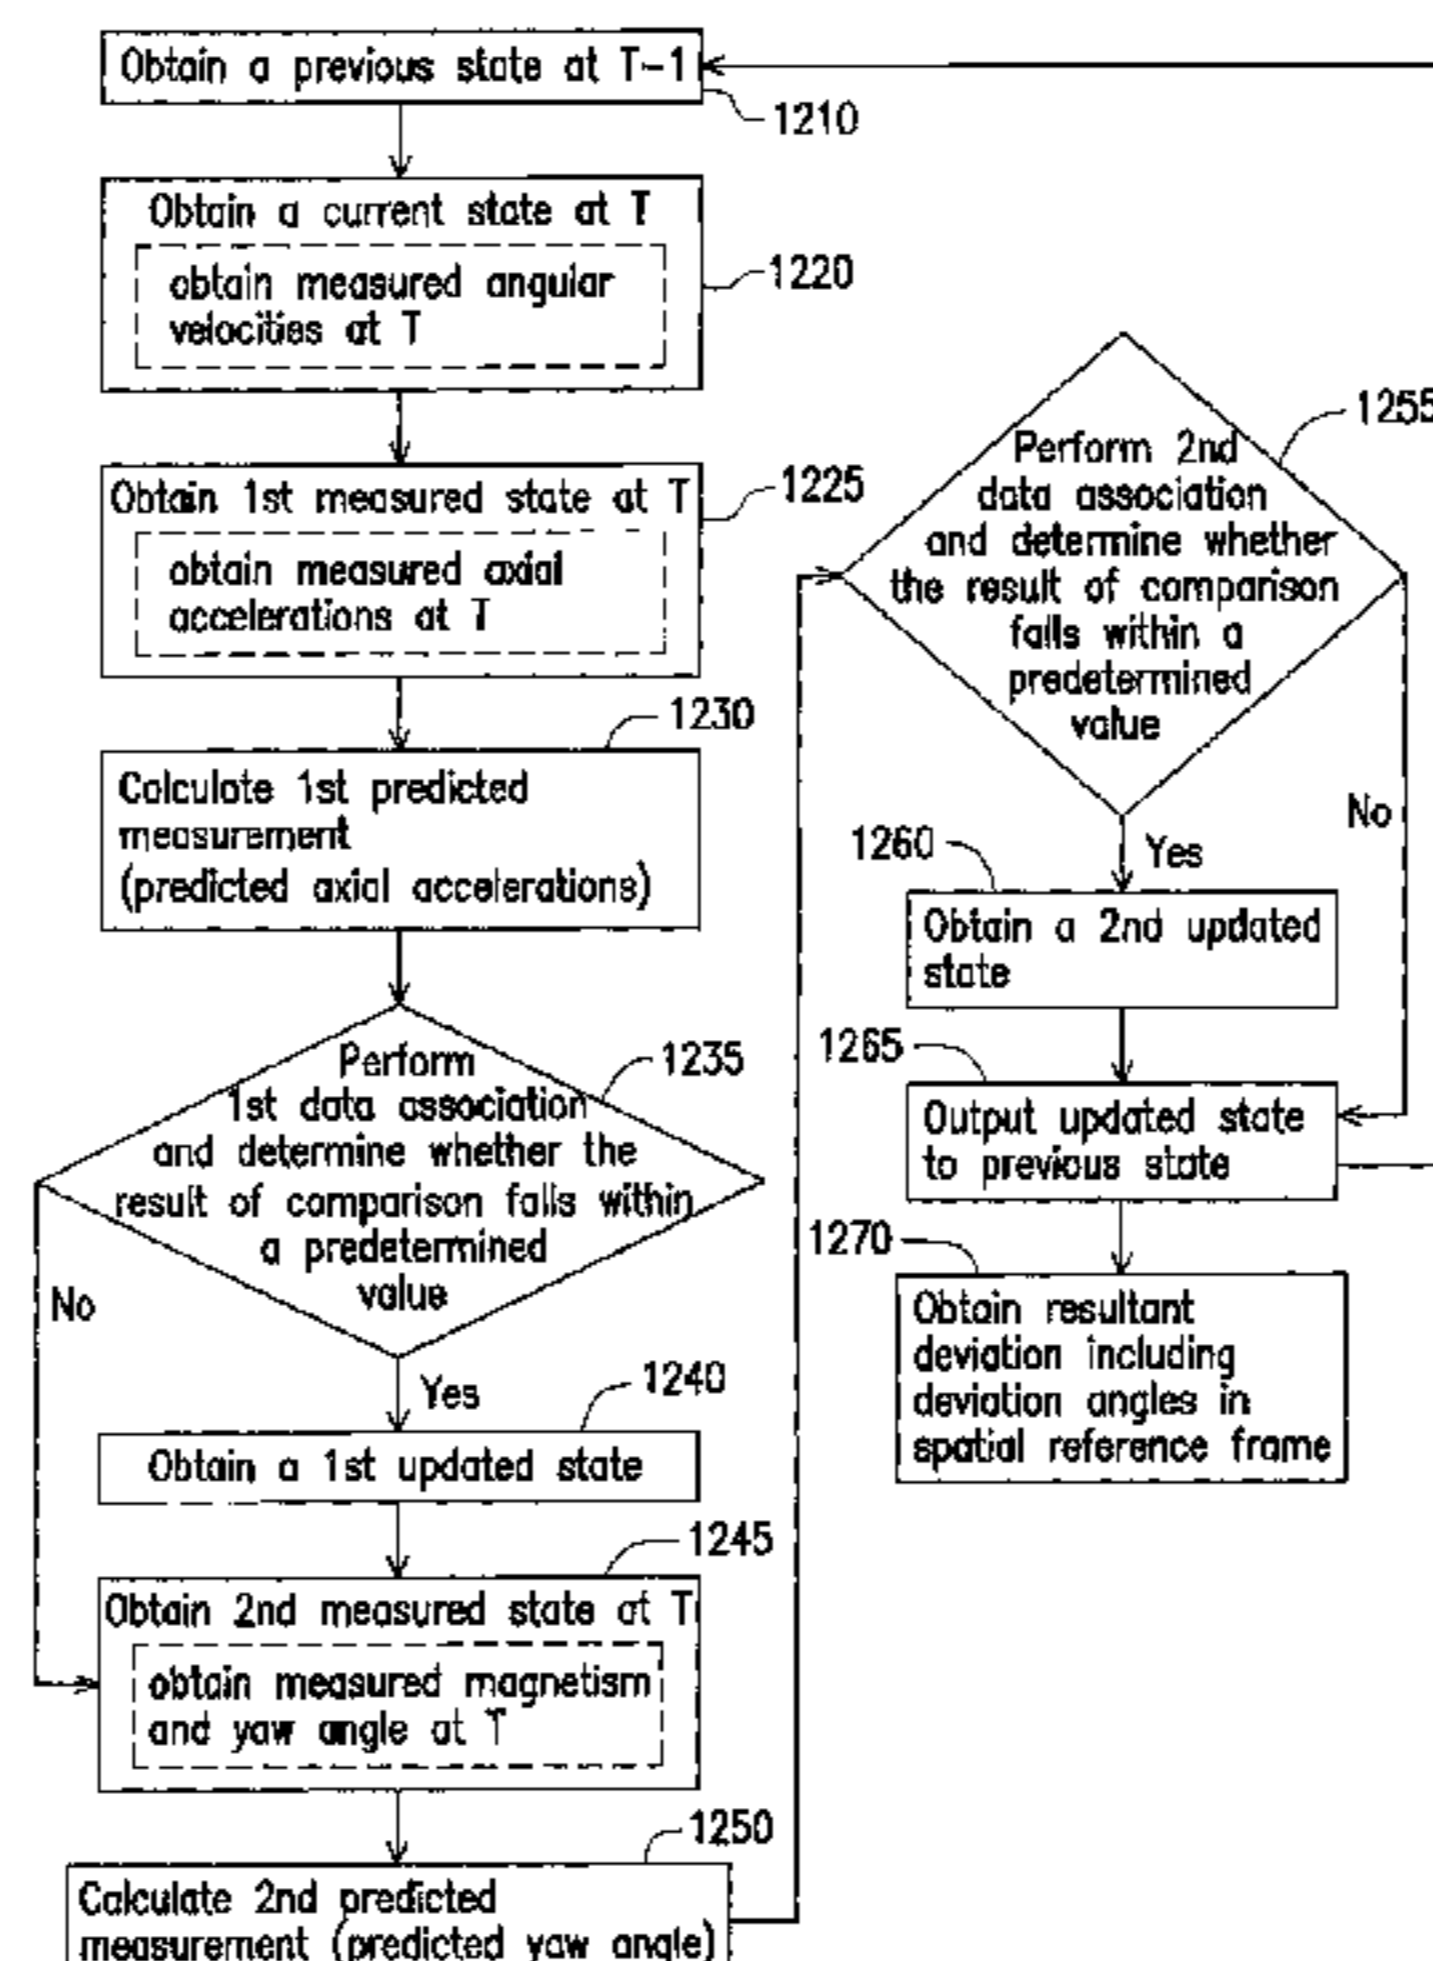 Obtain a previous state at T-1
1210
Obtain a current state at T
obtain measured angular
velocities at T
1220
Obtain 1st measured state at T
obtain measured axial
accelerations at T
1225
1230
Calculate 1st predicted
measurement
(predicted axial accelerations)
1235
Perform
1st data association
and determine whether the
result of comparison falls within
a predetermined
value
No
Yes
1240
Obtain a 1st updated state
1245
Obtain 2nd measured state at T
obtain measured magnetism
and yaw angle at T
1250
Calculate 2nd predicted
measurement (predicted yaw angle)
1255
Perform 2nd
data association
and determine whether
the result of comparison
falls within a
predetermined
value
No
Yes
1260
Obtain a 2nd updated
state
1265
Output updated state
to previous state
1270
Obtain resultant
deviation including
deviation angles in
spatial reference frame